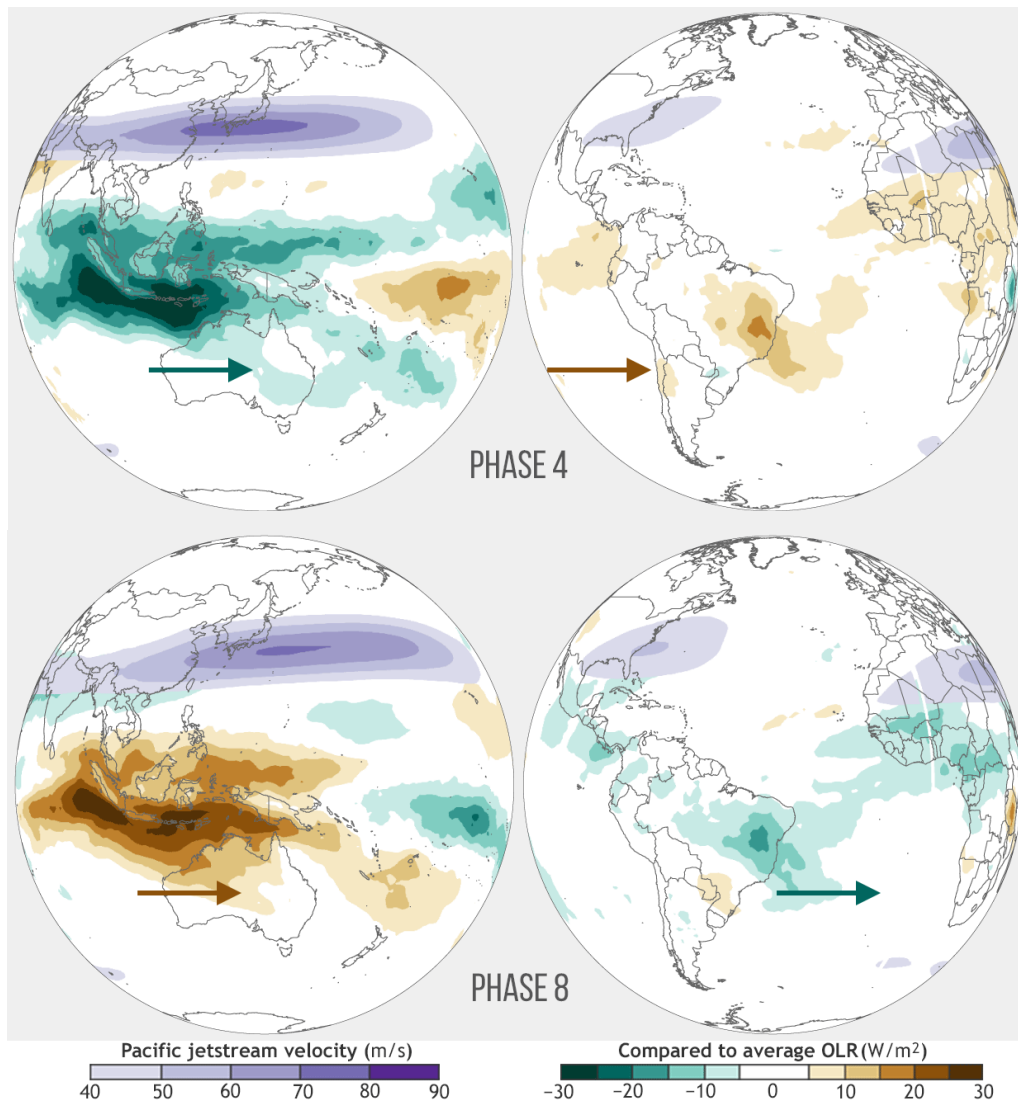 PHASE 4
PHASE 8
Pacific jetstream velocity (m/s)
40 50 60 70 80 90
Compared to average OLR (W/m²)
−30 −20 −10 0 10 20 30